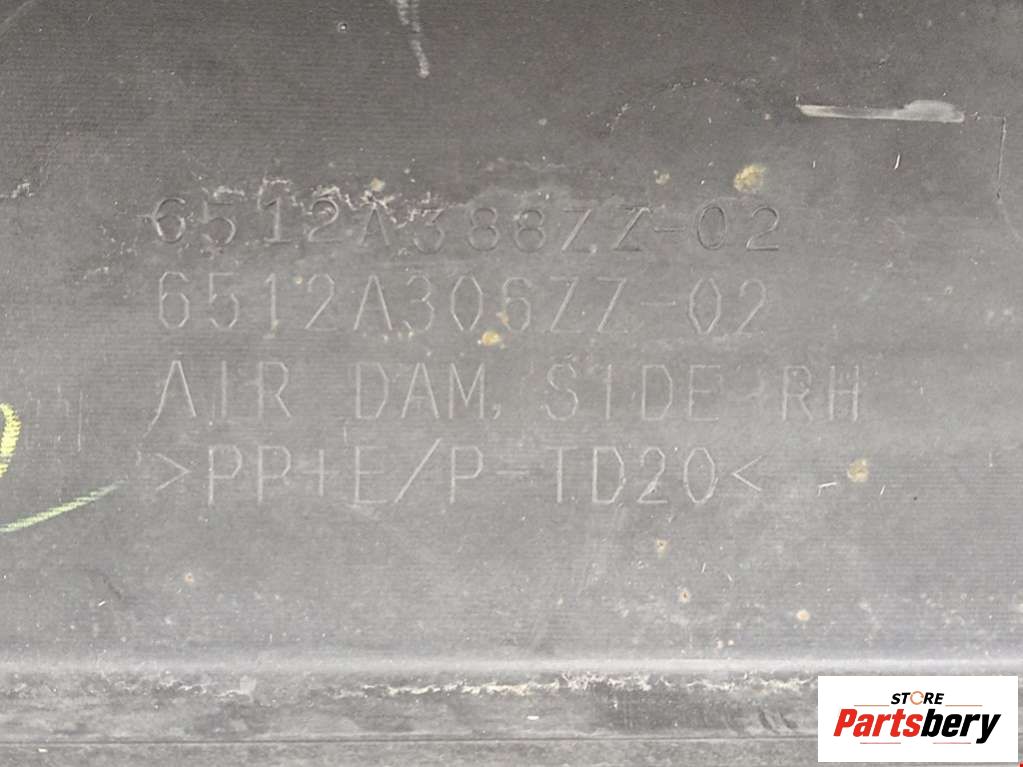 6512A388ZZ-02
6512A306ZZ-02
AIR DAM, SIDE RH
>PP+E/P-TD20<
STORE
Partsbery